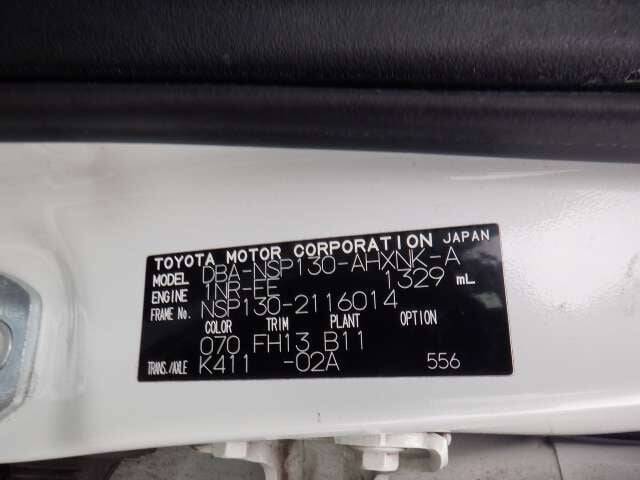 TOYOTA MOTOR CORPORATION JAPAN
MODEL DBA-NSP130-AHXNK-A
ENGINE 1NR-FE 1329 mL
FRAME No. NSP130-2116014
COLOR TRIM PLANT OPTION
070 FH13 B11
TRANS./AXLE K411 -02A 556